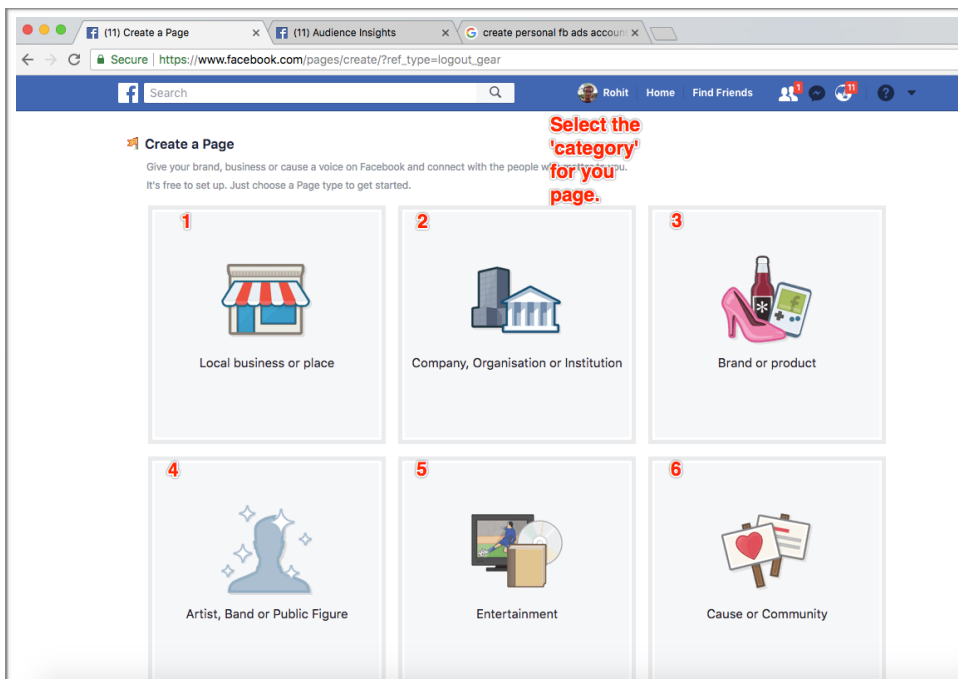 (11) Create a Page
(11) Audience Insights
create personal fb ads account
Secure | https://www.facebook.com/pages/create/?ref_type=logout_gear
f Search
Rohit Home Find Friends 1 11 ?
Select the
'category'
for you
page.
Create a Page
Give your brand, business or cause a voice on Facebook and connect with the people you.
It's free to set up. Just choose a Page type to get started.
1 2 3
Local business or place Company, Organisation or Institution Brand or product
4 5 6
Artist, Band or Public Figure Entertainment Cause or Community